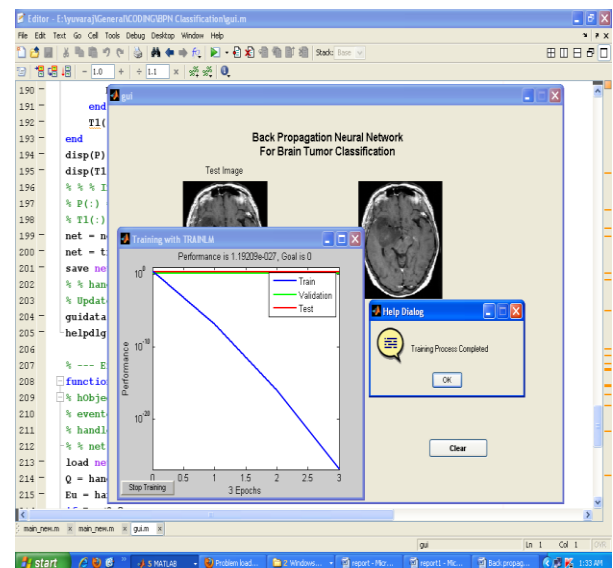 Editor - E:\yuvaraj\General\CODING\BPN Classification\gui.m
File Edit Text Go Cell Tools Debug Desktop Window Help
Stack: Base
- 1.0 + ÷ 1.1 ×
190 -
191 - end
192 - T1(
193 - end
194 - disp(P)
195 - disp(T1
196 % % % I
197 % P(:)
198 % T1(:)
199 - net = n
200 - net = t
201 - save ne
202 % % han
203 % Updat
204 - guidata
205 - helpdlg
206
207 % --- E
208 functio
209 % hObje
210 % event
211 % handl
212 % % net
213 - load ne
214 - Q = han
215 - Eu = ha
gui
Back Propagation Neural Network
For Brain Tumor Classification
Test Image
Training with TRAINLM
Performance is 1.19209e-027, Goal is 0
Train
Validation
Test
10^0
10^-10
10^-20
Performance
0 0.5 1 1.5 2 2.5 3
3 Epochs
Stop Training
Help Dialog
Training Process Completed
OK
Clear
main_new.m × main_new.m × gui.m ×
gui Ln 1 Col 1 OVR
start 5 MATLAB Problem load... 2 Windows... report - Micr... report1 - Mic... Back propag... 1:33 AM